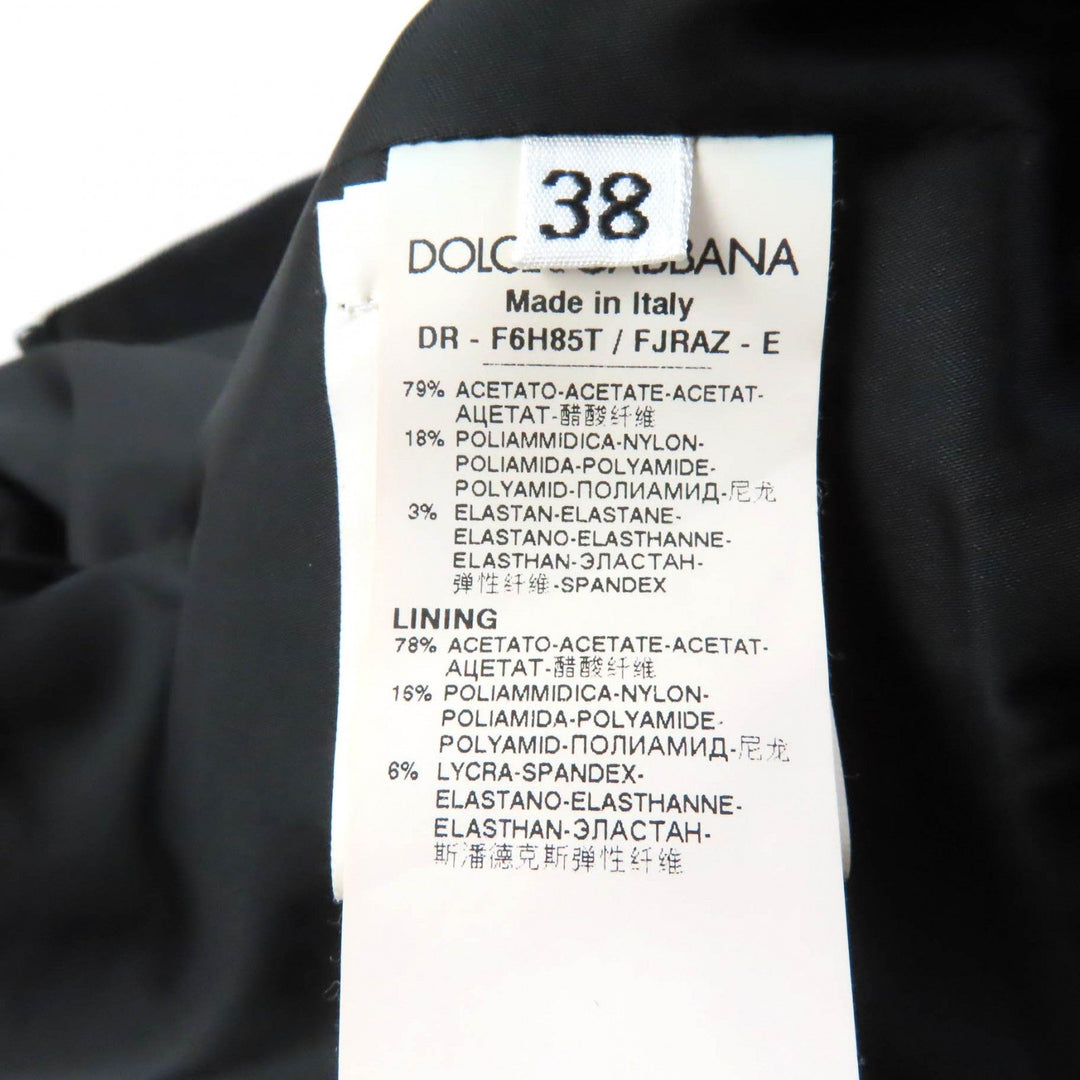 38
DOLCE & GABBANA
Made in Italy
DR - F6H85T / FJRAZ - E
79% ACETATO-ACETATE-ACETAT-
АЦЕТАТ-醋酸纤维
18% POLIAMMIDICA-NYLON-
POLIAMIDA-POLYAMIDE-
POLYAMID-ПОЛИАМИД-尼龙
3% ELASTAN-ELASTANE-
ELASTANO-ELASTHANNE-
ELASTHAN-ЭЛАСТАН-
弹性纤维-SPANDEX
LINING
78% ACETATO-ACETATE-ACETAT-
АЦЕТАТ-醋酸纤维
16% POLIAMMIDICA-NYLON-
POLIAMIDA-POLYAMIDE-
POLYAMID-ПОЛИАМИД-尼龙
6% LYCRA-SPANDEX-
ELASTANO-ELASTHANNE-
ELASTHAN-ЭЛАСТАН-
斯潘德克斯弹性纤维